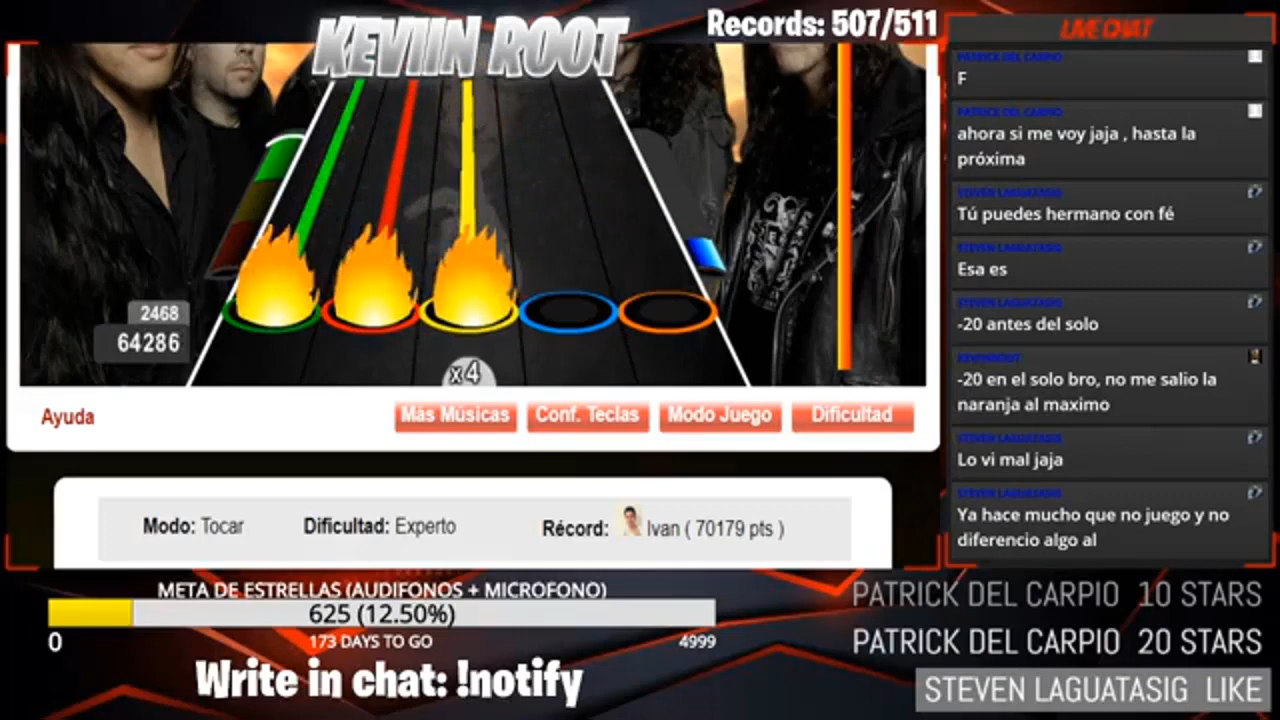 KEVIIN ROOT
Records: 507/511
LIVE CHAT
PATRICK DEL CARPIO
F
PATRICK DEL CARPIO
ahora si me voy jaja , hasta la
próxima
STEVEN LAGUATASIG
Tú puedes hermano con fé
STEVEN LAGUATASIG
Esa es
STEVEN LAGUATASIG
-20 antes del solo
KEVIINROOT
-20 en el solo bro, no me salio la
naranja al maximo
STEVEN LAGUATASIG
Lo vi mal jaja
STEVEN LAGUATASIG
Ya hace mucho que no juego y no
diferencio algo al
2468
64286
x4
Ayuda
Más Músicas
Conf. Teclas
Modo Juego
Dificultad
Modo: Tocar
Dificultad: Experto
Récord: Ivan ( 70179 pts )
META DE ESTRELLAS (AUDIFONOS + MICROFONO)
625 (12.50%)
0
173 DAYS TO GO
4999
Write in chat: !notify
PATRICK DEL CARPIO 10 STARS
PATRICK DEL CARPIO 20 STARS
STEVEN LAGUATASIG LIKE